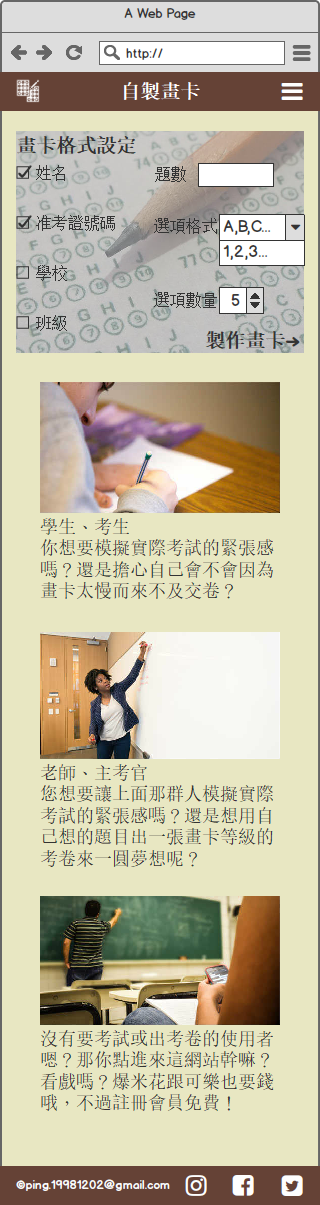 A Web Page
http://
自製畫卡
畫卡格式設定
姓名
題數
准考證號碼
選項格式 A,B,C...
1,2,3...
學校
選項數量 5
班級
製作畫卡→
學生、考生
你想要模擬實際考試的緊張感
嗎？還是擔心自己會不會因為
畫卡太慢而來不及交卷？
老師、主考官
您想要讓上面那群人模擬實際
考試的緊張感嗎？還是想用自
己想的題目出一張畫卡等級的
考卷來一圓夢想呢？
沒有要考試或出考卷的使用者
嗯？那你點進來這網站幹嘛？
看戲嗎？爆米花跟可樂也要錢
哦，不過註冊會員免費！
©ping.19981202@gmail.com